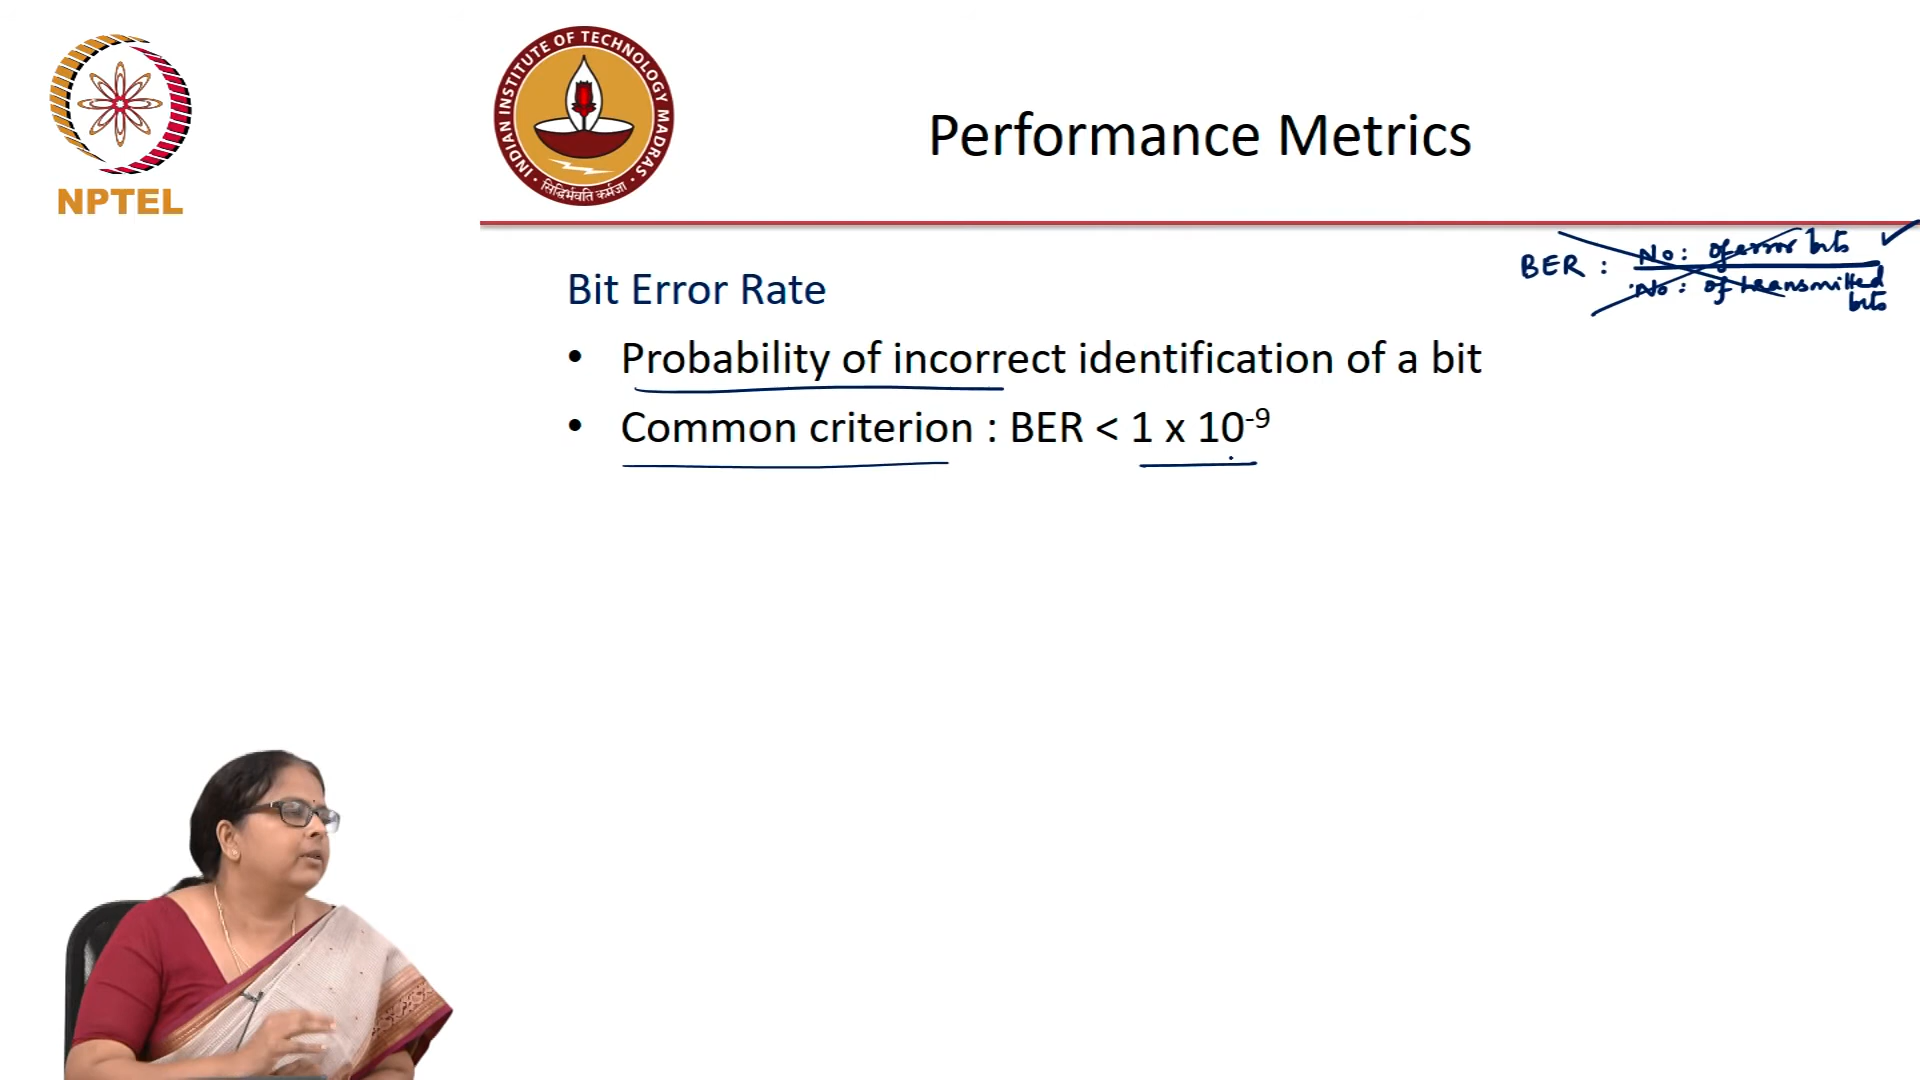 NPTEL
INDIAN INSTITUTE OF TECHNOLOGY MADRAS
सिद्धिर्भवति कर्मजा
Performance Metrics
BER : No: of error bits
No: of transmitted
bits
Bit Error Rate
• Probability of incorrect identification of a bit
• Common criterion : BER < 1 x 10⁻⁹